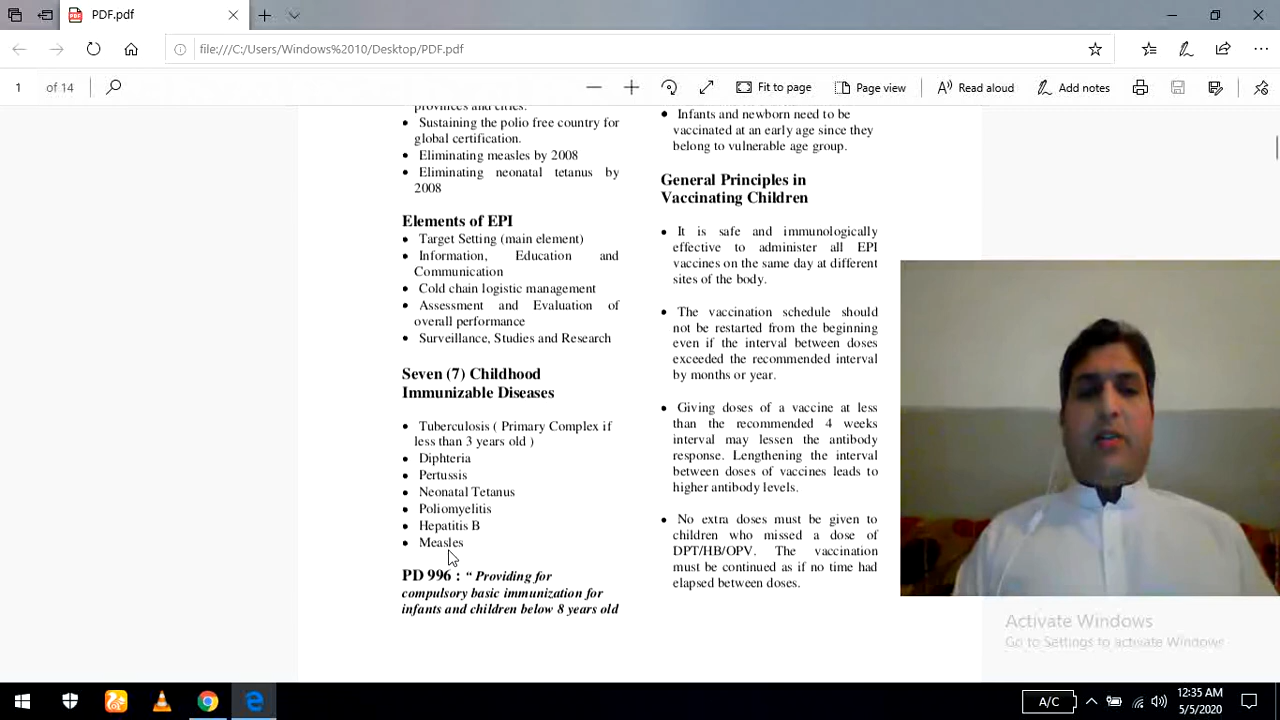 PDF.pdf
file:///C:/Users/Windows%2010/Desktop/PDF.pdf
1 of 14
Fit to page
Page view
Read aloud
Add notes
provinces and cities.
• Sustaining the polio free country for
global certification.
• Eliminating measles by 2008
• Eliminating neonatal tetanus by
2008
Elements of EPI
• Target Setting (main element)
• Information, Education and
Communication
• Cold chain logistic management
• Assessment and Evaluation of
overall performance
• Surveillance, Studies and Research
Seven (7) Childhood
Immunizable Diseases
• Tuberculosis ( Primary Complex if
less than 3 years old )
• Diphteria
• Pertussis
• Neonatal Tetanus
• Poliomyelitis
• Hepatitis B
• Measles
PD 996 : “ Providing for
compulsory basic immunization for
infants and children below 8 years old
• Infants and newborn need to be
vaccinated at an early age since they
belong to vulnerable age group.
General Principles in
Vaccinating Children
• It is safe and immunologically
effective to administer all EPI
vaccines on the same day at different
sites of the body.
• The vaccination schedule should
not be restarted from the beginning
even if the interval between doses
exceeded the recommended interval
by months or year.
• Giving doses of a vaccine at less
than the recommended 4 weeks
interval may lessen the antibody
response. Lengthening the interval
between doses of vaccines leads to
higher antibody levels.
• No extra doses must be given to
children who missed a dose of
DPT/HB/OPV. The vaccination
must be continued as if no time had
elapsed between doses.
Activate Windows
Go to Settings to activate Windows
A/C
12:35 AM
5/5/2020